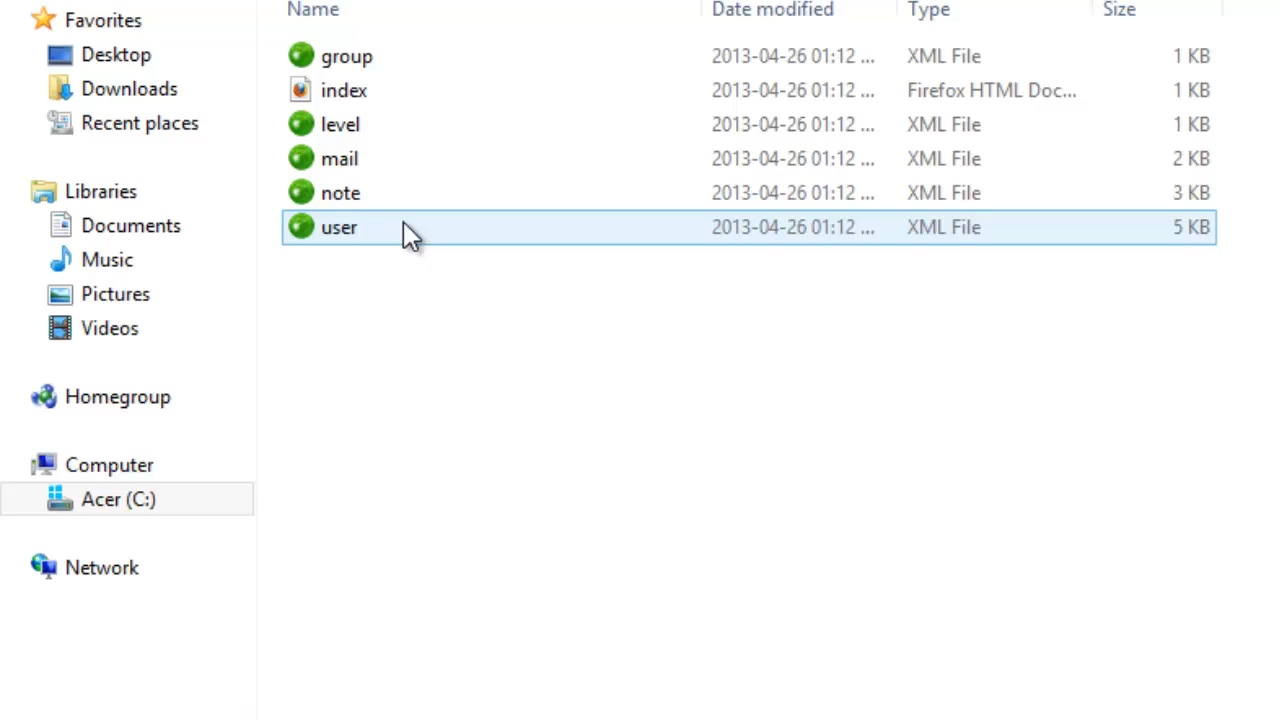 Name Date modified Type Size
Favorites
Desktop
Downloads
Recent places
Libraries
Documents
Music
Pictures
Videos
Homegroup
Computer
Acer (C:)
Network
group 2013-04-26 01:12 ... XML File 1 KB
index 2013-04-26 01:12 ... Firefox HTML Doc... 1 KB
level 2013-04-26 01:12 ... XML File 1 KB
mail 2013-04-26 01:12 ... XML File 2 KB
note 2013-04-26 01:12 ... XML File 3 KB
user 2013-04-26 01:12 ... XML File 5 KB